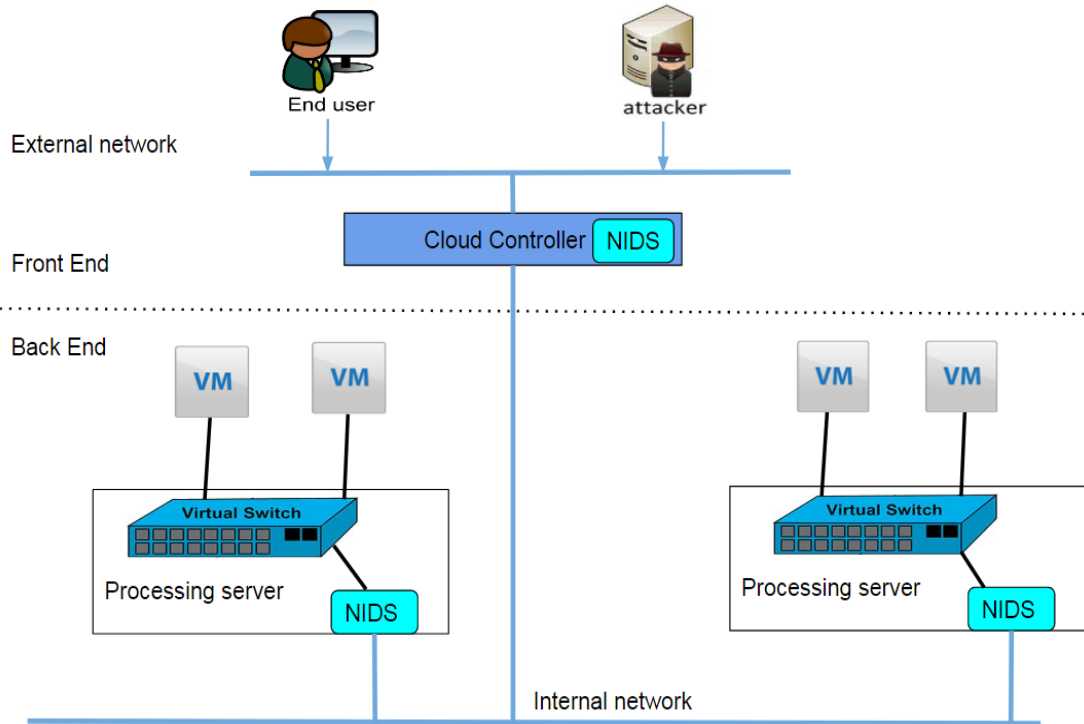 End user
attacker
External network
Cloud Controller
NIDS
Front End
Back End
VM
VM
VM
VM
Virtual Switch
Virtual Switch
Processing server
Processing server
NIDS
NIDS
Internal network